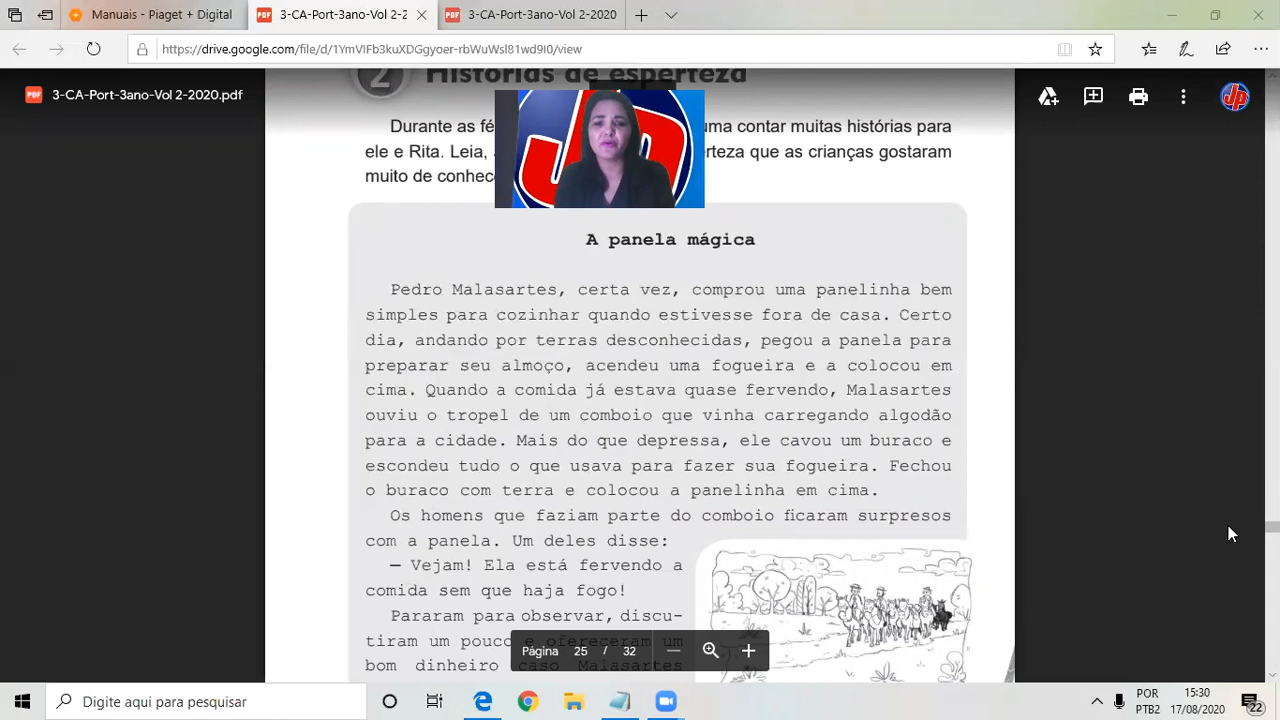 Manuais - Piaget + Digital
3-CA-Port-3ano-Vol 2-2
3-CA-Port-3ano-Vol 2-2020
https://drive.google.com/file/d/1YmVIFb3kuXDGgyoer-rbWuWsl81wd9I0/view
3-CA-Port-3ano-Vol 2-2020.pdf
2 Histórias de esperteza
Durante as fé uma contar muitas histórias para
ele e Rita. Leia, erteza que as crianças gostaram
muito de conhec
JP
A panela mágica
Pedro Malasartes, certa vez, comprou uma panelinha bem
simples para cozinhar quando estivesse fora de casa. Certo
dia, andando por terras desconhecidas, pegou a panela para
preparar seu almoço, acendeu uma fogueira e a colocou em
cima. Quando a comida já estava quase fervendo, Malasartes
ouviu o tropel de um comboio que vinha carregando algodão
para a cidade. Mais do que depressa, ele cavou um buraco e
escondeu tudo o que usava para fazer sua fogueira. Fechou
o buraco com terra e colocou a panelinha em cima.
Os homens que faziam parte do comboio ficaram surpresos
com a panela. Um deles disse:
— Vejam! Ela está fervendo a
comida sem que haja fogo!
Pararam para observar, discu-
tiram um pouco e ofereceram um
bom dinheiro caso Malasartes
Página 25 / 32
Digite aqui para pesquisar
POR
PTB2
15:30
17/08/2020
22